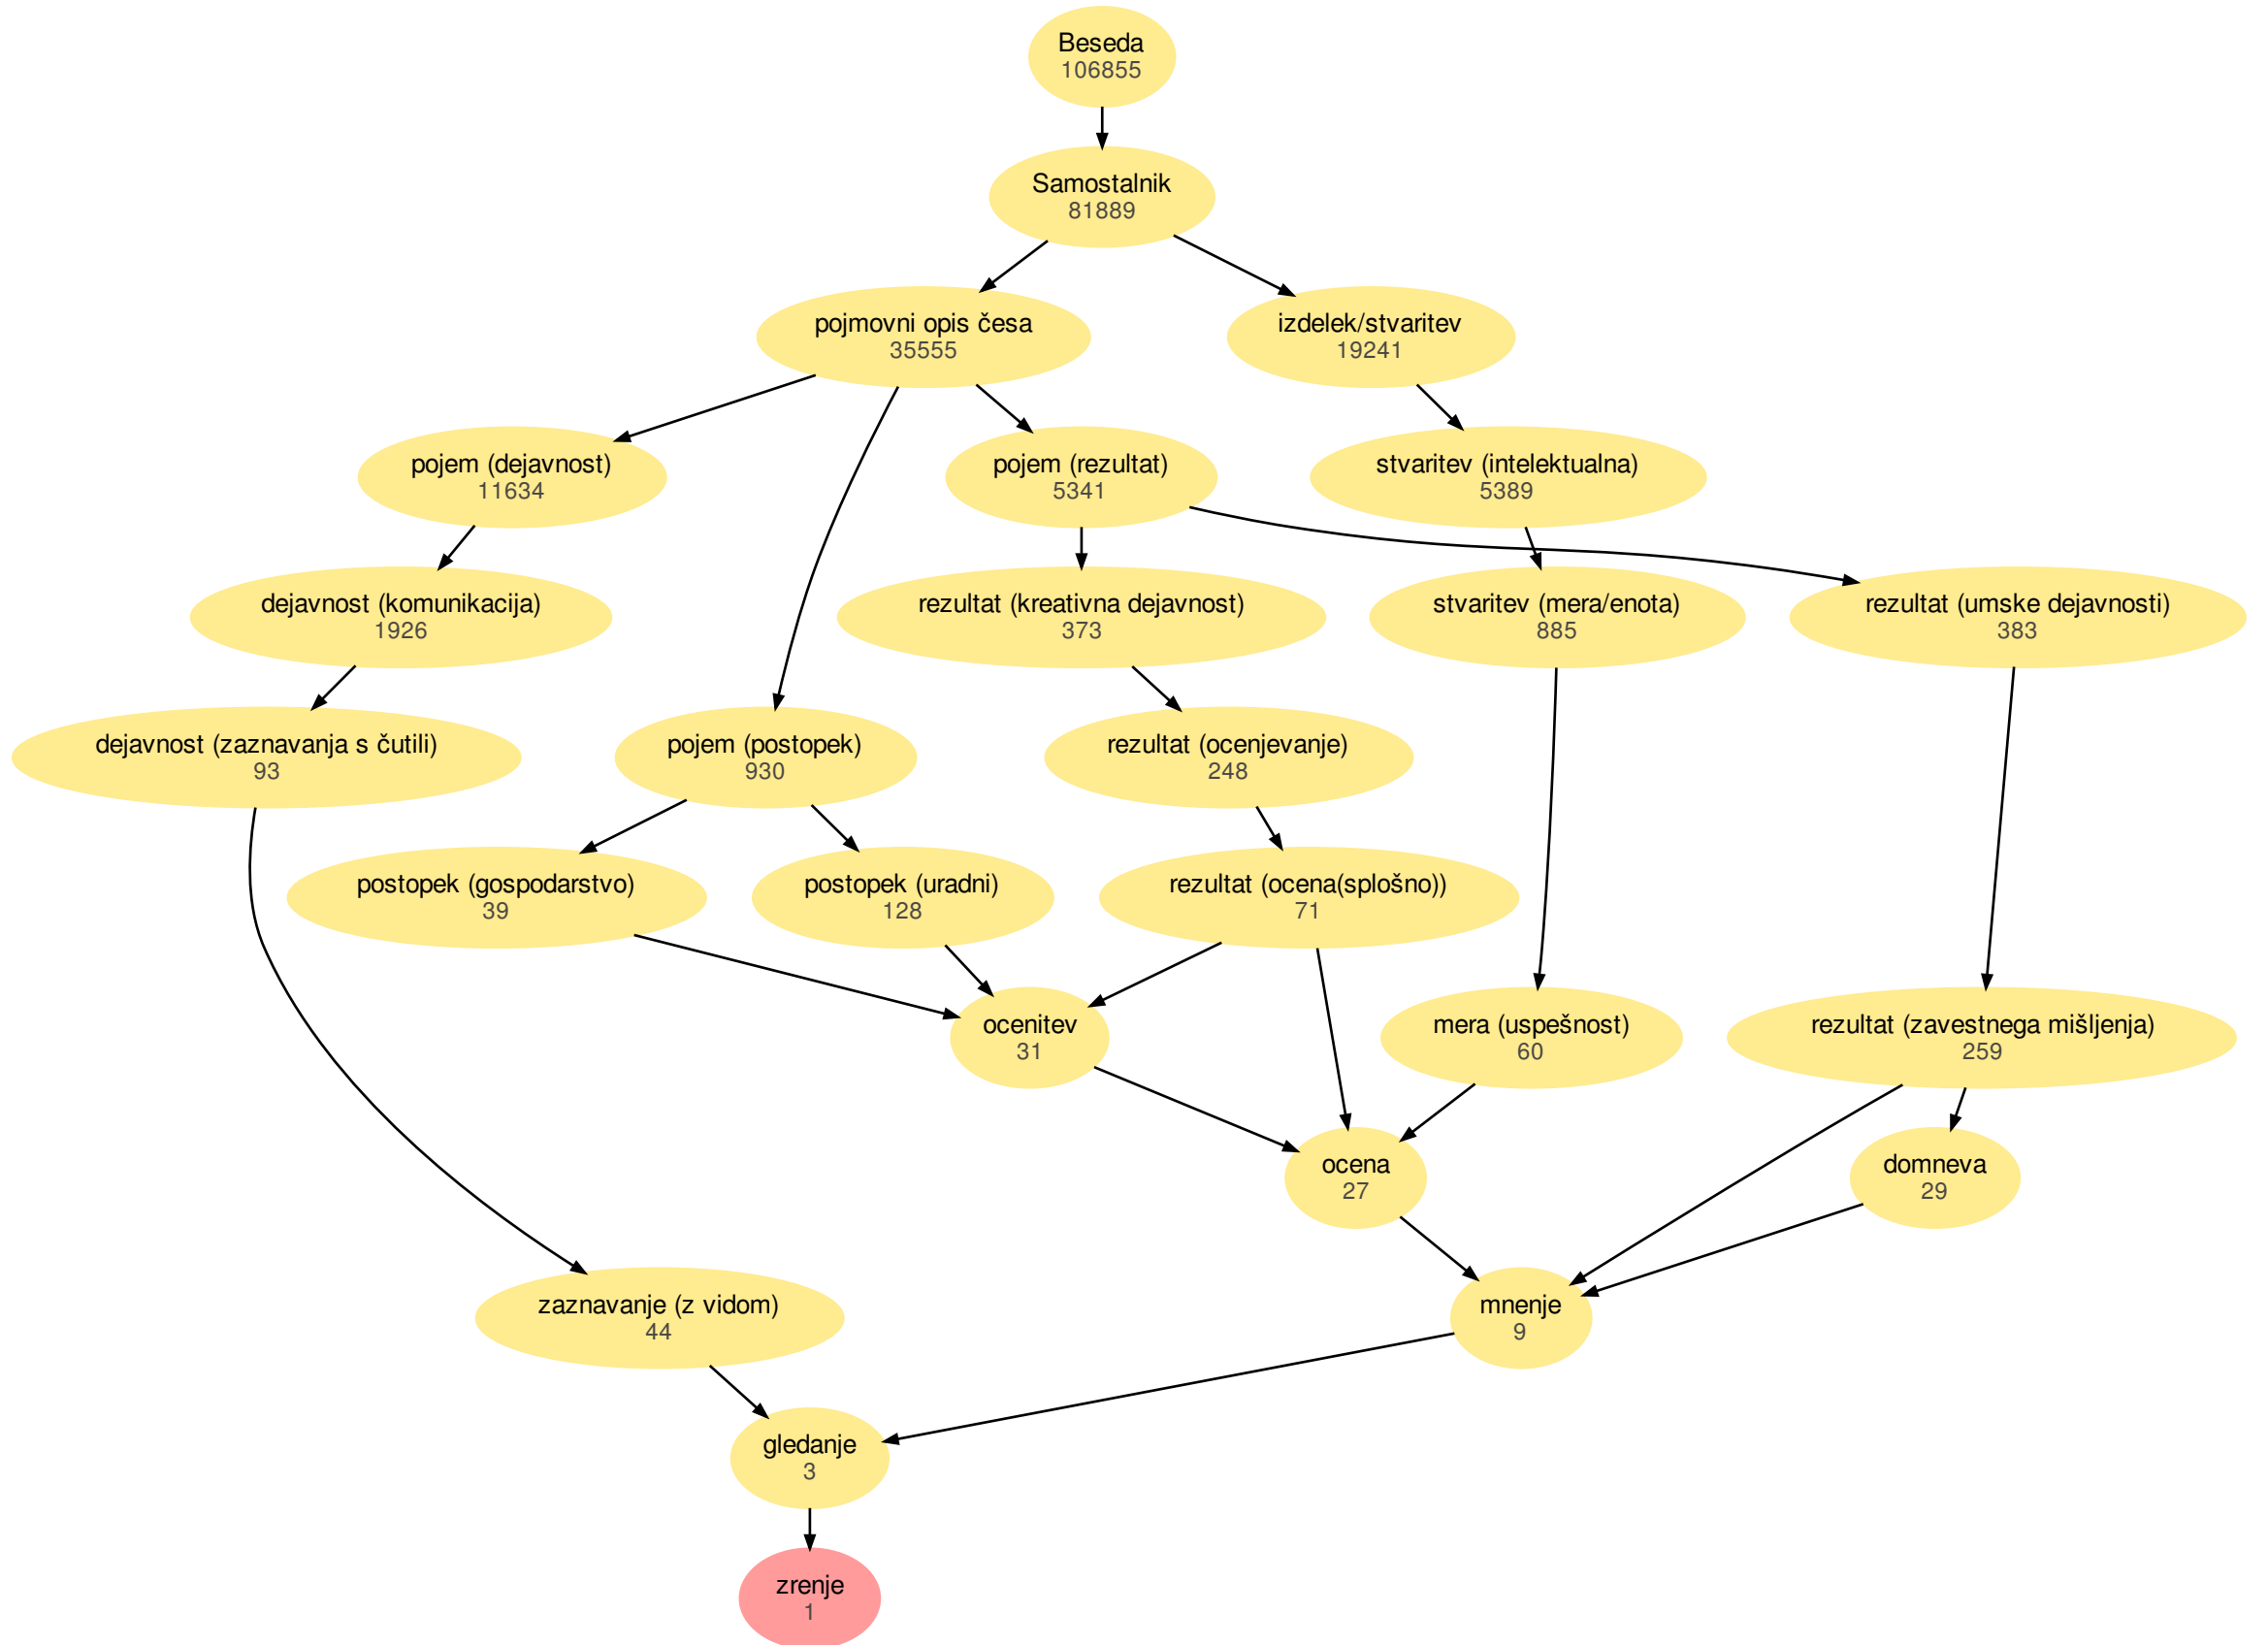 Beseda
106855
Samostalnik
81889
pojmovni opis česa
35555
izdelek/stvaritev
19241
pojem (dejavnost)
11634
pojem (rezultat)
5341
stvaritev (intelektualna)
5389
dejavnost (komunikacija)
1926
rezultat (kreativna dejavnost)
373
stvaritev (mera/enota)
885
rezultat (umske dejavnosti)
383
dejavnost (zaznavanja s čutili)
93
pojem (postopek)
930
rezultat (ocenjevanje)
248
postopek (gospodarstvo)
39
postopek (uradni)
128
rezultat (ocena(splošno))
71
ocenitev
31
mera (uspešnost)
60
rezultat (zavestnega mišljenja)
259
ocena
27
domneva
29
zaznavanje (z vidom)
44
mnenje
9
gledanje
3
zrenje
1